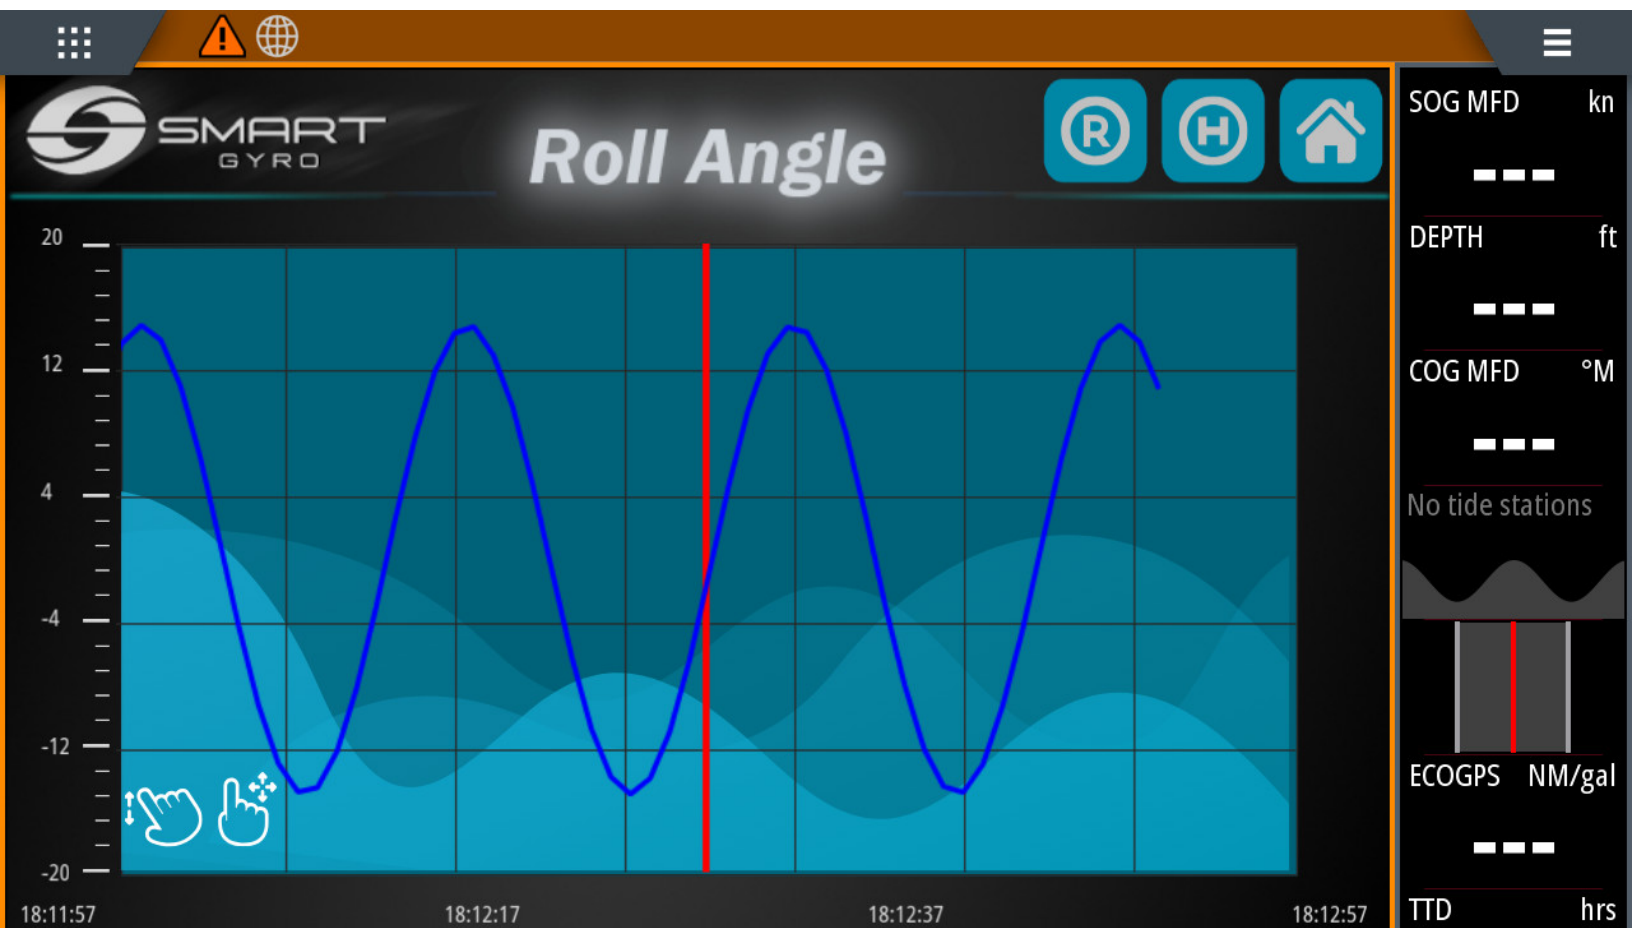 SMART
GYRO
Roll Angle
R
H
SOG MFD kn
---
DEPTH ft
---
COG MFD °M
---
No tide stations
ECOGPS NM/gal
---
TTD hrs
20
12
4
-4
-12
-20
18:11:57 18:12:17 18:12:37 18:12:57